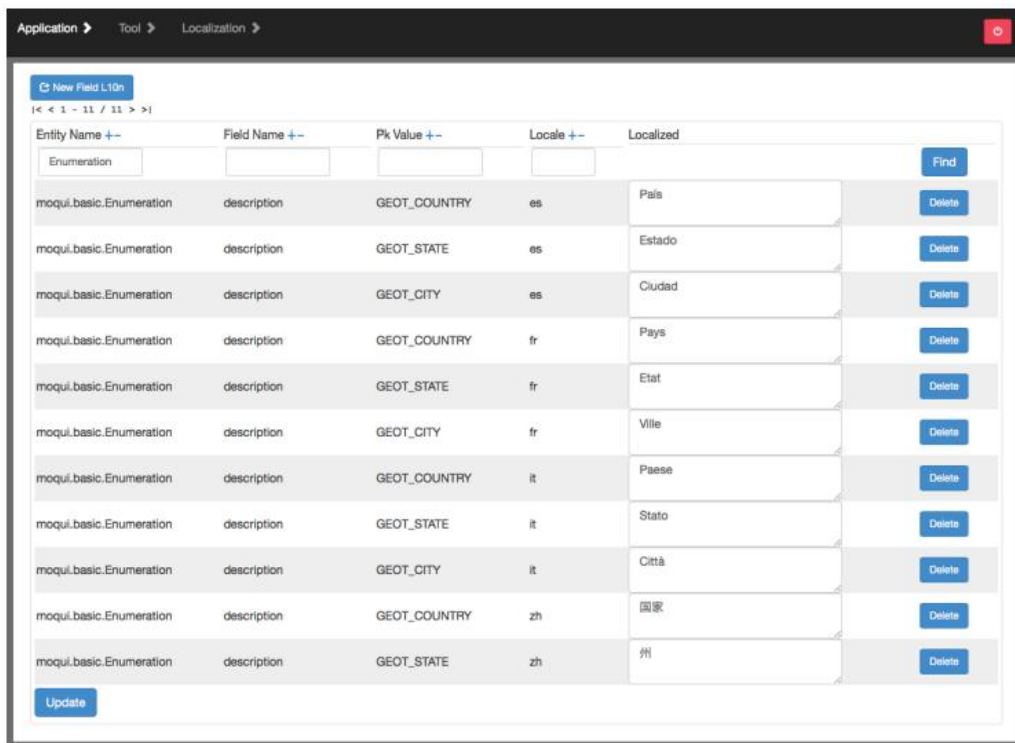 Application > Tool > Localization >
New Field L10n
|< < 1 - 11 / 11 > >|
Entity Name +- Field Name +- Pk Value +- Locale +- Localized
Enumeration Find
moqui.basic.Enumeration description GEOT_COUNTRY es País Delete
moqui.basic.Enumeration description GEOT_STATE es Estado Delete
moqui.basic.Enumeration description GEOT_CITY es Ciudad Delete
moqui.basic.Enumeration description GEOT_COUNTRY fr Pays Delete
moqui.basic.Enumeration description GEOT_STATE fr Etat Delete
moqui.basic.Enumeration description GEOT_CITY fr Ville Delete
moqui.basic.Enumeration description GEOT_COUNTRY it Paese Delete
moqui.basic.Enumeration description GEOT_STATE it Stato Delete
moqui.basic.Enumeration description GEOT_CITY it Città Delete
moqui.basic.Enumeration description GEOT_COUNTRY zh 国家 Delete
moqui.basic.Enumeration description GEOT_STATE zh 州 Delete
Update